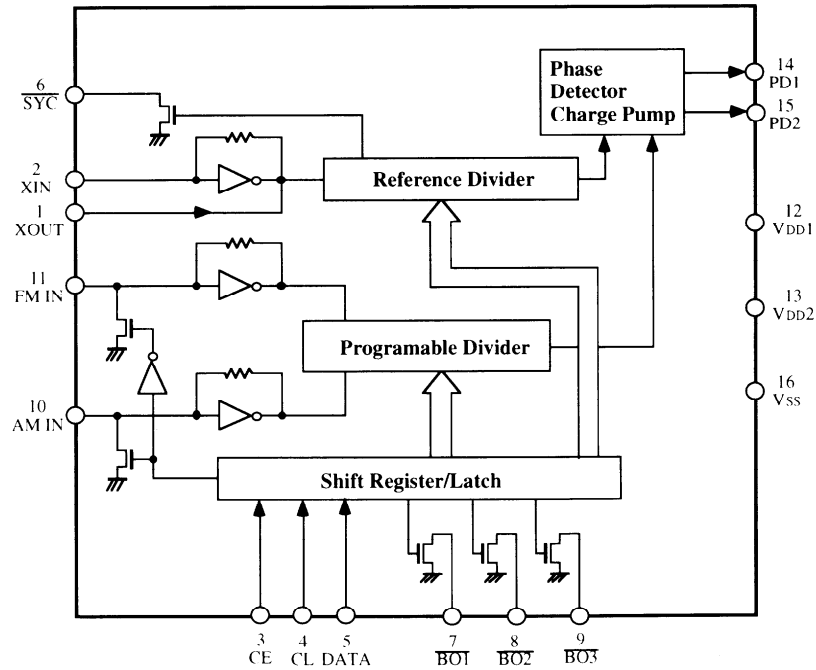 6
SYC
2
XIN
1
XOUT
11
FM IN
10
AM IN
Phase
Detector
Charge Pump
Reference Divider
Programable Divider
Shift Register/Latch
14
PD1
15
PD2
12
VDD1
13
VDD2
16
VSS
3
CE
4
CL
5
DATA
7
BO1
8
BO2
9
BO3